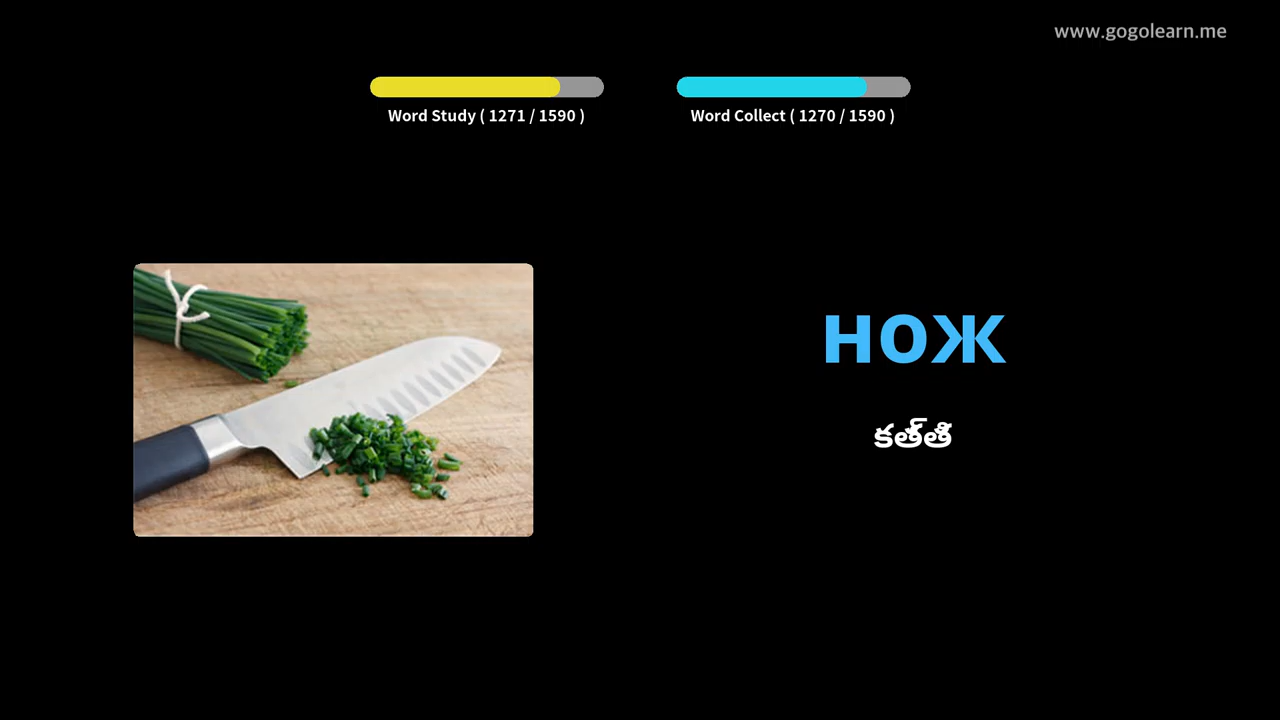 www.gogolearn.me
Word Study ( 1271 / 1590 )
Word Collect ( 1270 / 1590 )
нож
కత్‌తి